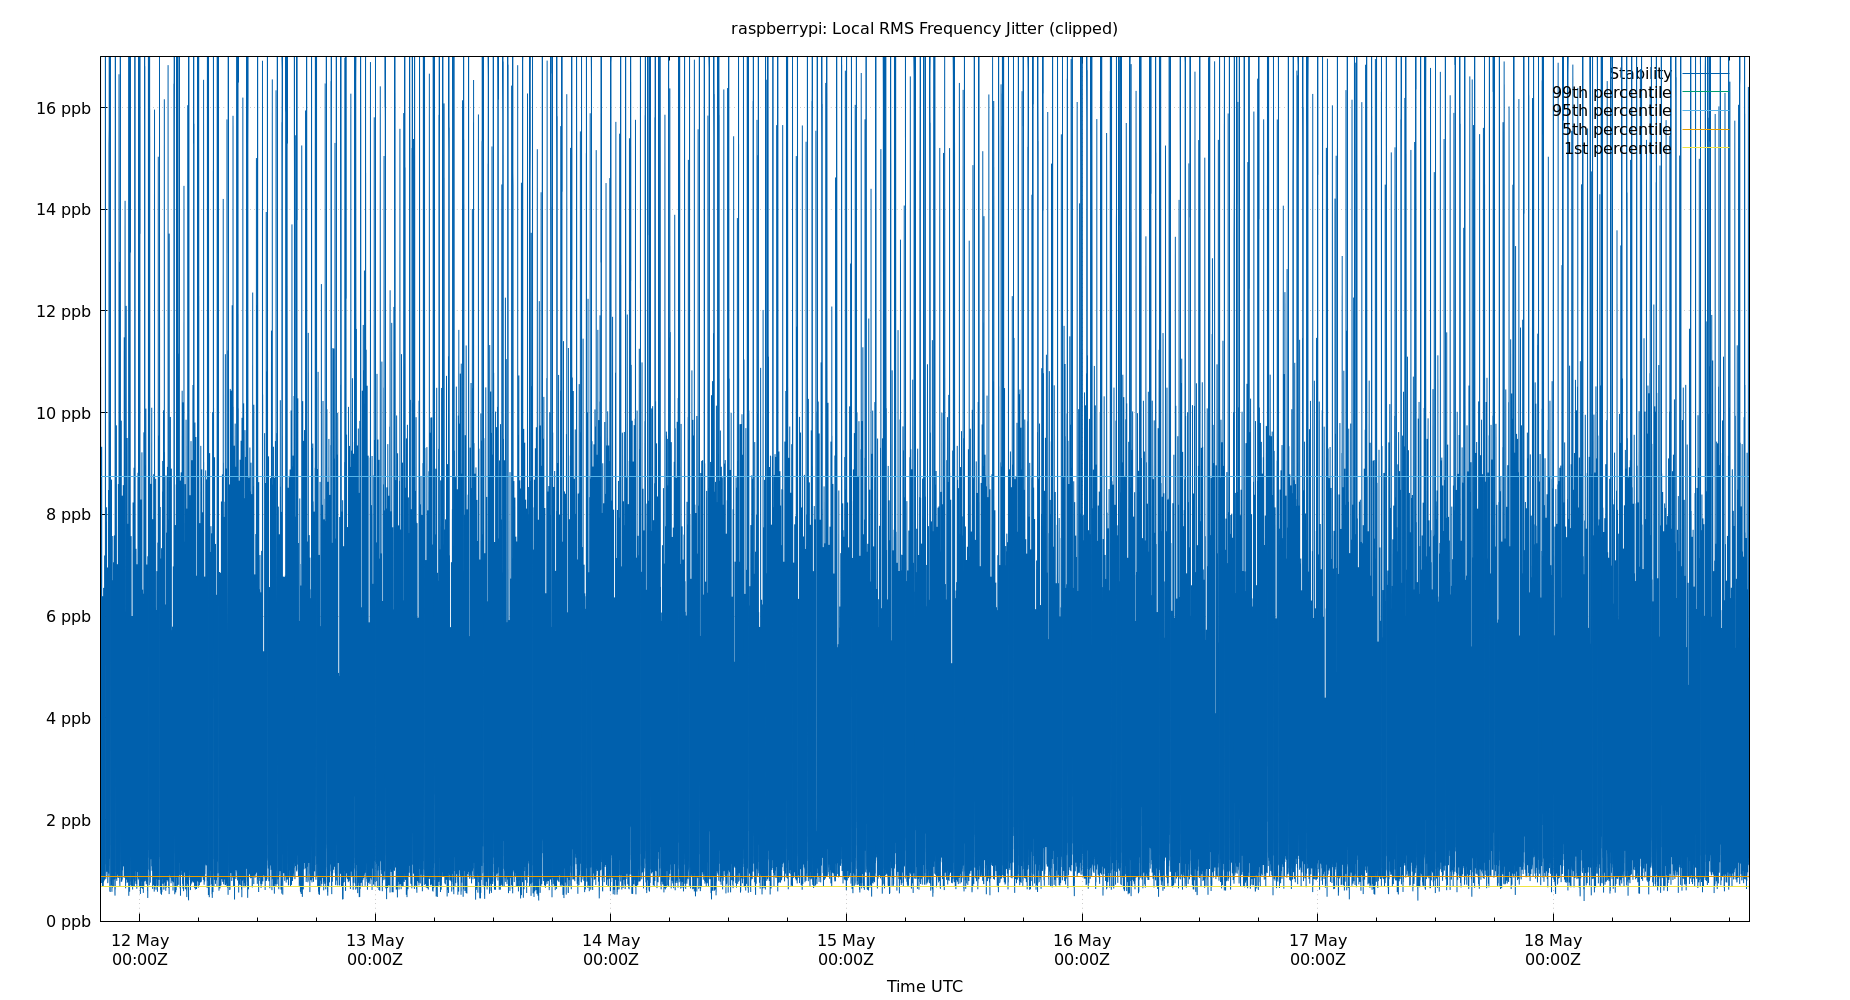 raspberrypi: Local RMS Frequency Jitter (clipped)
Stability
99th percentile
95th percentile
5th percentile
1st percentile
16 ppb
14 ppb
12 ppb
10 ppb
8 ppb
6 ppb
4 ppb
2 ppb
0 ppb
12 May 13 May 14 May 15 May 16 May 17 May 18 May
00:00Z 00:00Z 00:00Z 00:00Z 00:00Z 00:00Z 00:00Z
Time UTC